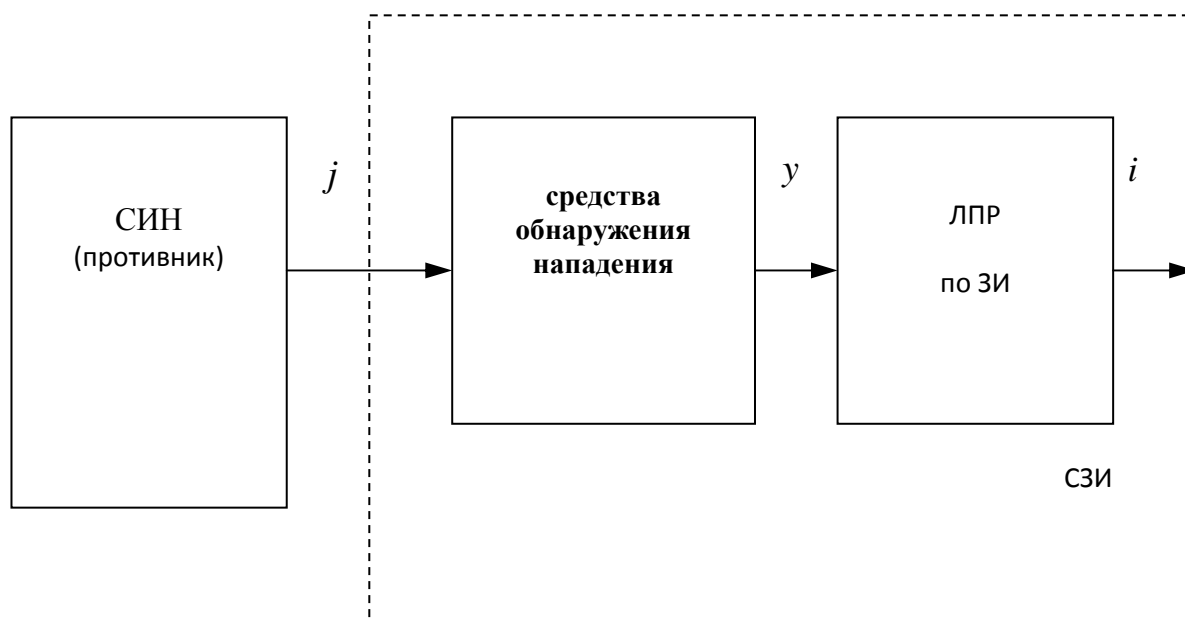 СИН
(противник)
j
средства
обнаружения
нападения
y
ЛПР
по ЗИ
i
СЗИ